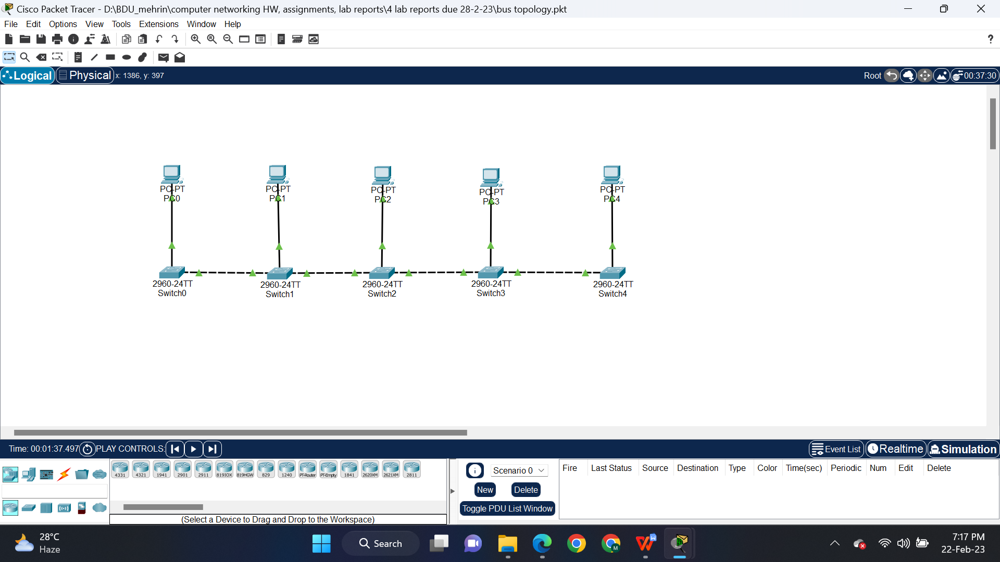 Cisco Packet Tracer - D:\BDU_mehrin\computer networking HW, assignments, lab reports\4 lab reports due 28-2-23\bus topology.pkt
File Edit Options View Tools Extensions Window Help
?
Logical Physical x: 1386, y: 397 Root 00:37:30
PC-PT PC-PT PC-PT PC-PT PC-PT
PC0 PC1 PC2 PC3 PC4
2960-24TT 2960-24TT 2960-24TT 2960-24TT 2960-24TT
Switch0 Switch1 Switch2 Switch3 Switch4
Time: 00:01:37.497 PLAY CONTROLS: Event List Realtime Simulation
4331 4321 1941 2901 2911 819IOX 819HGW 829 1240 PT-Router PT-Empty 1841 2620XM 2621XM 2811
Scenario 0
New Delete
Toggle PDU List Window
Fire Last Status Source Destination Type Color Time(sec) Periodic Num Edit Delete
(Select a Device to Drag and Drop to the Workspace)
28°C
Haze
Search
7:17 PM
22-Feb-23